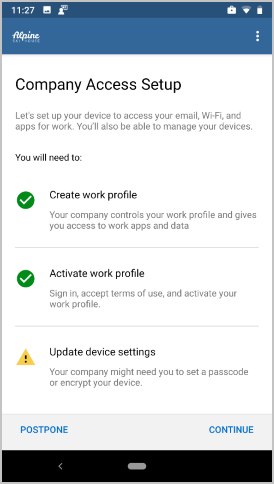 11:27
Alpine
SKI HOUSE
Company Access Setup
Let's set up your device to access your email, Wi-Fi, and
apps for work. You'll also be able to manage your devices.
You will need to:
Create work profile
Your company controls your work profile and gives
you access to work apps and data
Activate work profile
Sign in, accept terms of use, and activate your
work profile.
Update device settings
Your company might need you to set a passcode
or encrypt your device.
POSTPONE
CONTINUE